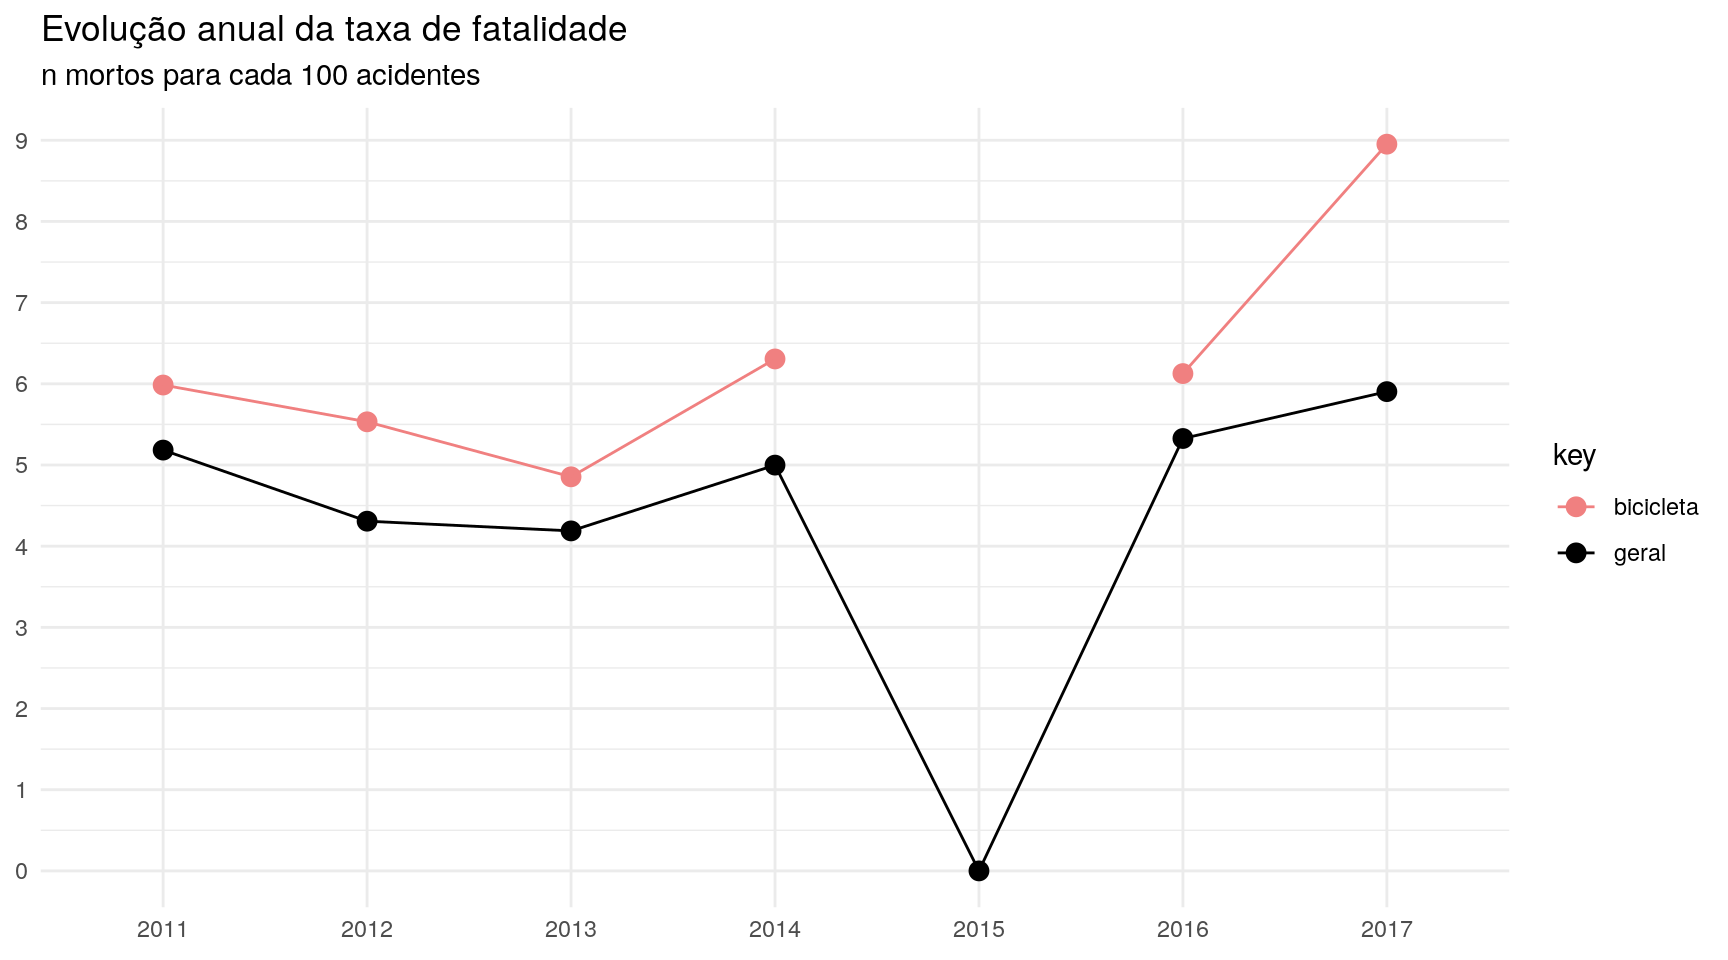 Evolução anual da taxa de fatalidade
n mortos para cada 100 acidentes
9
8
7
6
5
4
3
2
1
0
2011 2012 2013 2014 2015 2016 2017
key
bicicleta
geral